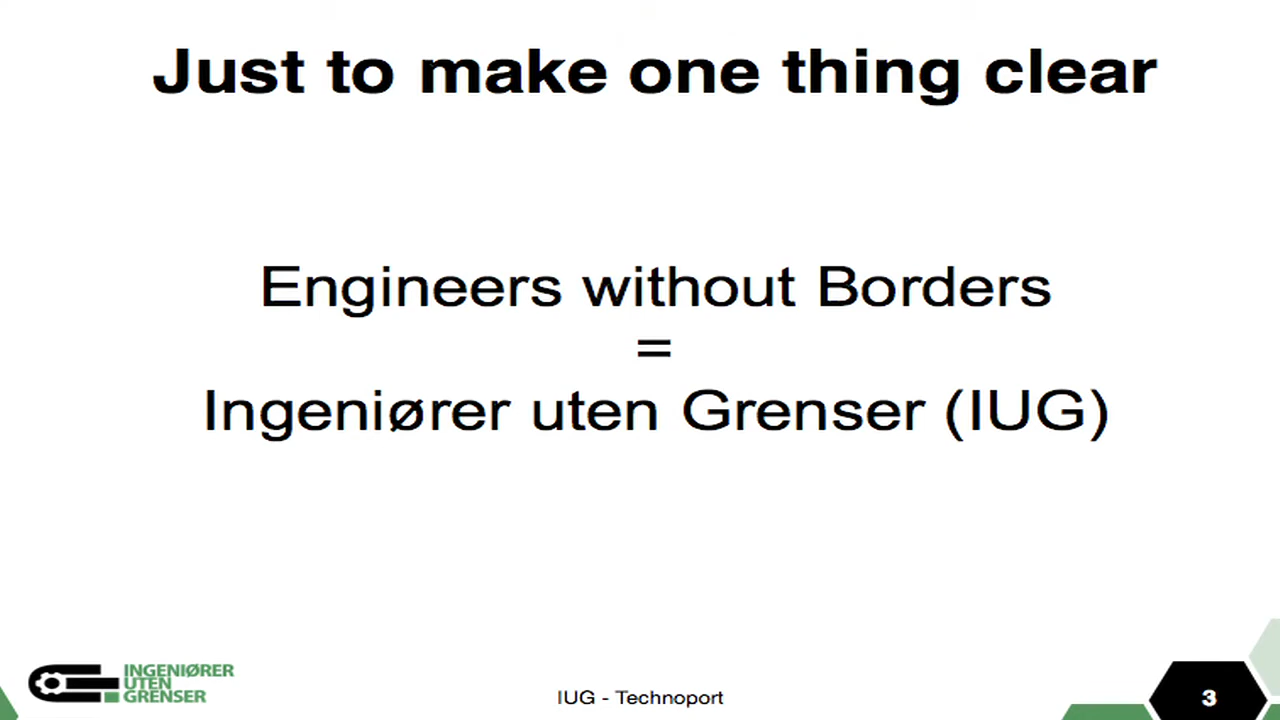 Just to make one thing clear
Engineers without Borders
=
Ingeniører uten Grenser (IUG)
INGENIØRER
UTEN
GRENSER
IUG - Technoport
3